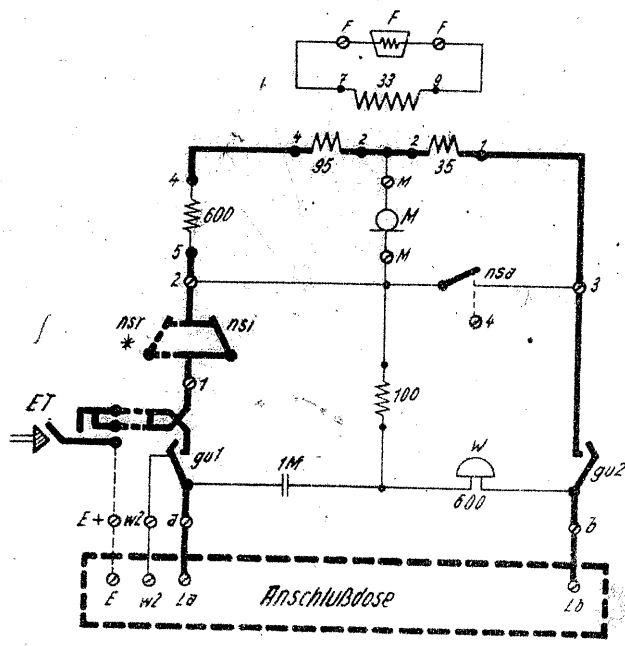 F F F
7 33 9
4 2 2 1
95 35
4 M
600 M
5
2 M nsa 3
nsr nsi 4
*
1
ET 100
gu1 1M W gu2
600
E+ w2 a b
E w2 La Anschlußdose Lb